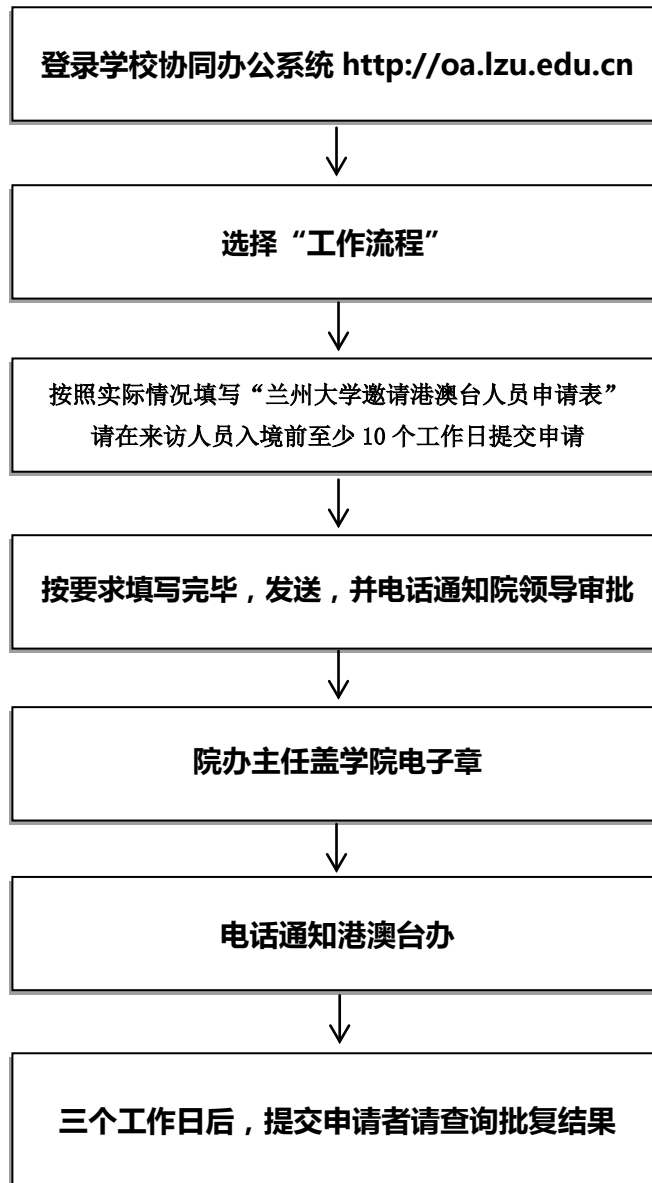 登录学校协同办公系统 http://oa.lzu.edu.cn
选择“工作流程”
按照实际情况填写“兰州大学邀请港澳台人员申请表”
请在来访人员入境前至少 10 个工作日提交申请
按要求填写完毕，发送，并电话通知院领导审批
院办主任盖学院电子章
电话通知港澳台办
三个工作日后，提交申请者请查询批复结果